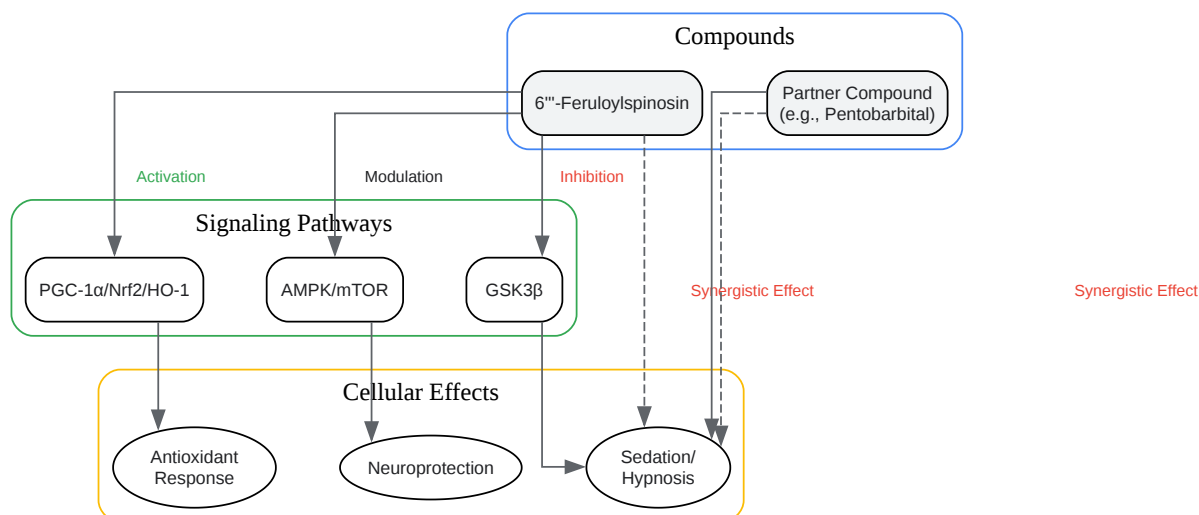 Compounds
6'''-Feruloylspinosin
Partner Compound
(e.g., Pentobarbital)
Activation
Modulation
Inhibition
Signaling Pathways
PGC-1α/Nrf2/HO-1
AMPK/mTOR
GSK3β
Synergistic Effect
Synergistic Effect
Cellular Effects
Antioxidant
Response
Neuroprotection
Sedation/
Hypnosis